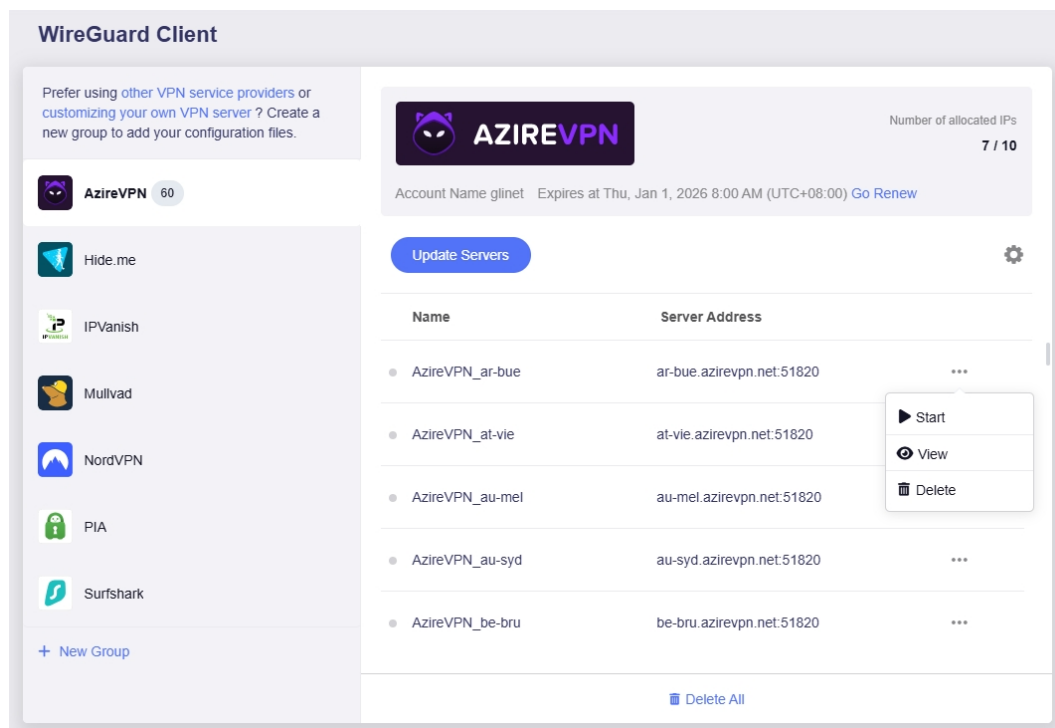 WireGuard Client
Prefer using other VPN service providers or
customizing your own VPN server ? Create a
new group to add your configuration files.
AzireVPN 60
Hide.me
IPVanish
Mullvad
NordVPN
PIA
Surfshark
+ New Group
AZIREVPN
Number of allocated IPs
7 / 10
Account Name glinet Expires at Thu, Jan 1, 2026 8:00 AM (UTC+08:00) Go Renew
Update Servers
Name Server Address
AzireVPN_ar-bue ar-bue.azirevpn.net:51820 •••
Start
View
Delete
AzireVPN_at-vie at-vie.azirevpn.net:51820
AzireVPN_au-mel au-mel.azirevpn.net:51820
AzireVPN_au-syd au-syd.azirevpn.net:51820 •••
AzireVPN_be-bru be-bru.azirevpn.net:51820 •••
Delete All